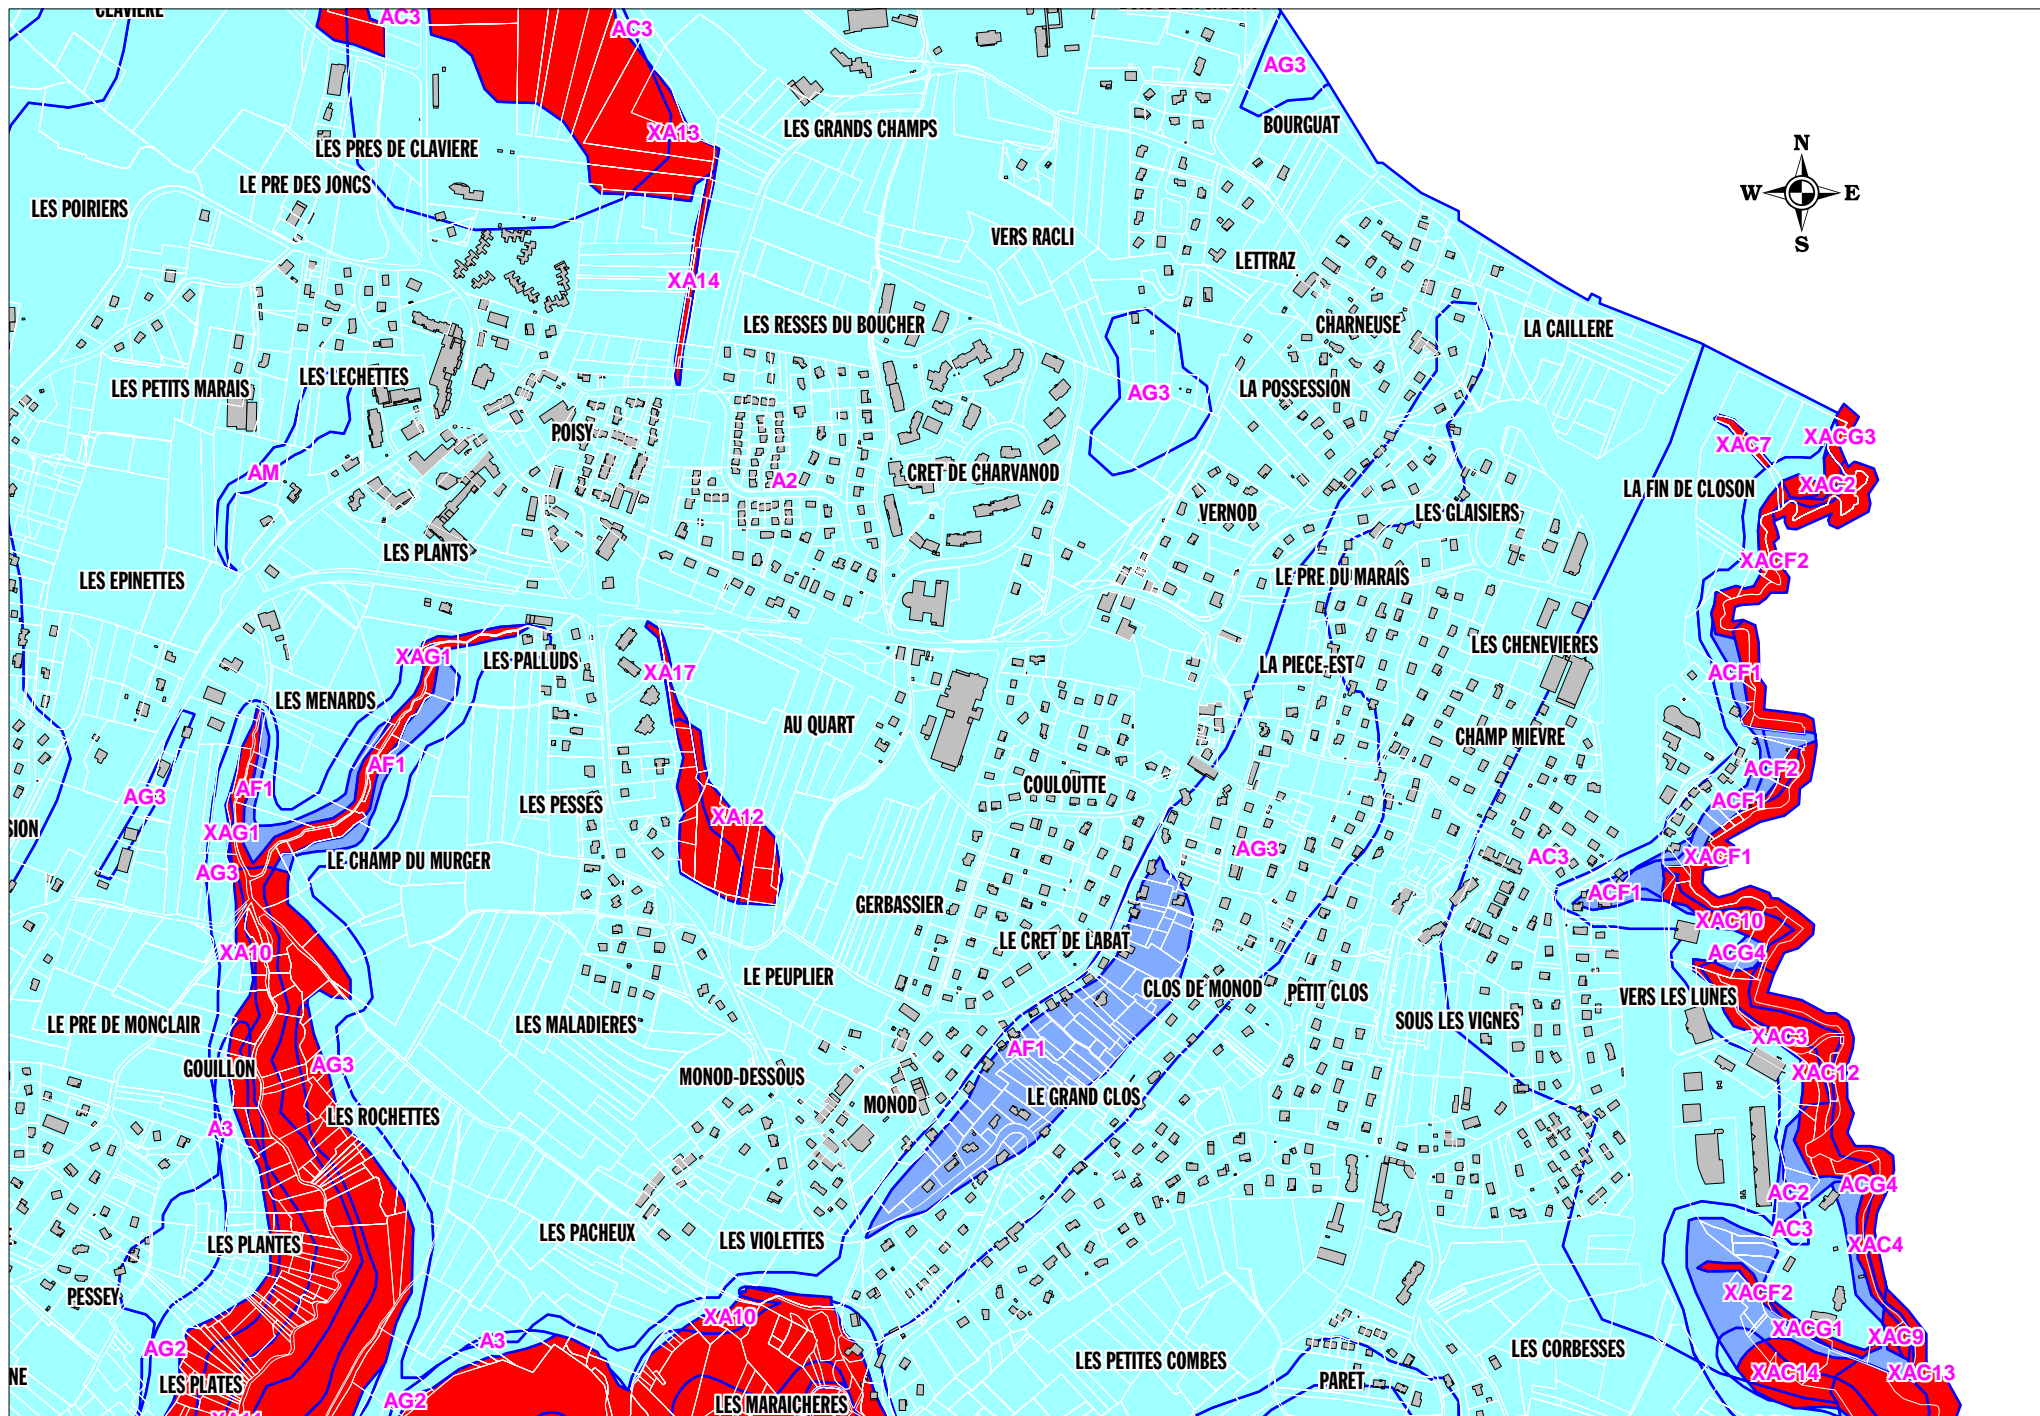 CLAVIERE
AC3
AC3
AG3
XA13
LES GRANDS CHAMPS
BOURGUAT
LES PRES DE CLAVIERE
N
LE PRE DES JONCS
W
E
LES POIRIERS
VERS RACLI
S
LETTRAZ
XA14
LES RESSES DU BOUCHER
CHARNEUSE
LA CAILLERE
LES LECHETTES
LES PETITS MARAIS
AG3
LA POSSESSION
POISY
XACG3
XAC7
AM
A2
CRET DE CHARVANOD
XAC2
LA FIN DE CLOSON
VERNOD
LES GLAISIERS
LES PLANTS
XACF2
LES EPINETTES
LE PRE DU MARAIS
LES CHENEVIERES
XAG1
LES PALLUDS
LA PIECE-EST
XA17
ACF1
LES MENARDS
AU QUART
CHAMP MIEVRE
AF1
ACF2
AF1
COULOUTTE
AG3
LES PESSES
ACF1
XA12
SION
XAG1
AG3
AC3
XACF1
LE CHAMP DU MURGER
AG3
ACF1
GERBASSIER
XAC10
LE CRET DE LABAT
XA10
ACG4
LE PEUPLIER
CLOS DE MONOD
PETIT CLOS
VERS LES LUNES
LE PRE DE MONCLAIR
LES MALADIERES
SOUS LES VIGNES
XAC3
AF1
GOUILLON
AG3
MONOD-DESSOUS
XAC12
LE GRAND CLOS
MONOD
LES ROCHETTES
A3
ACG4
AC2
AC3
LES PACHEUX
LES VIOLETTES
LES PLANTES
XAC4
XACF2
PESSEY
XA10
XACG1
XAC9
A3
AG2
LES CORBESSES
LES PETITES COMBES
XAC14
XAC13
NE
LES PLATES
PARET
AG2
LES MARAICHERES